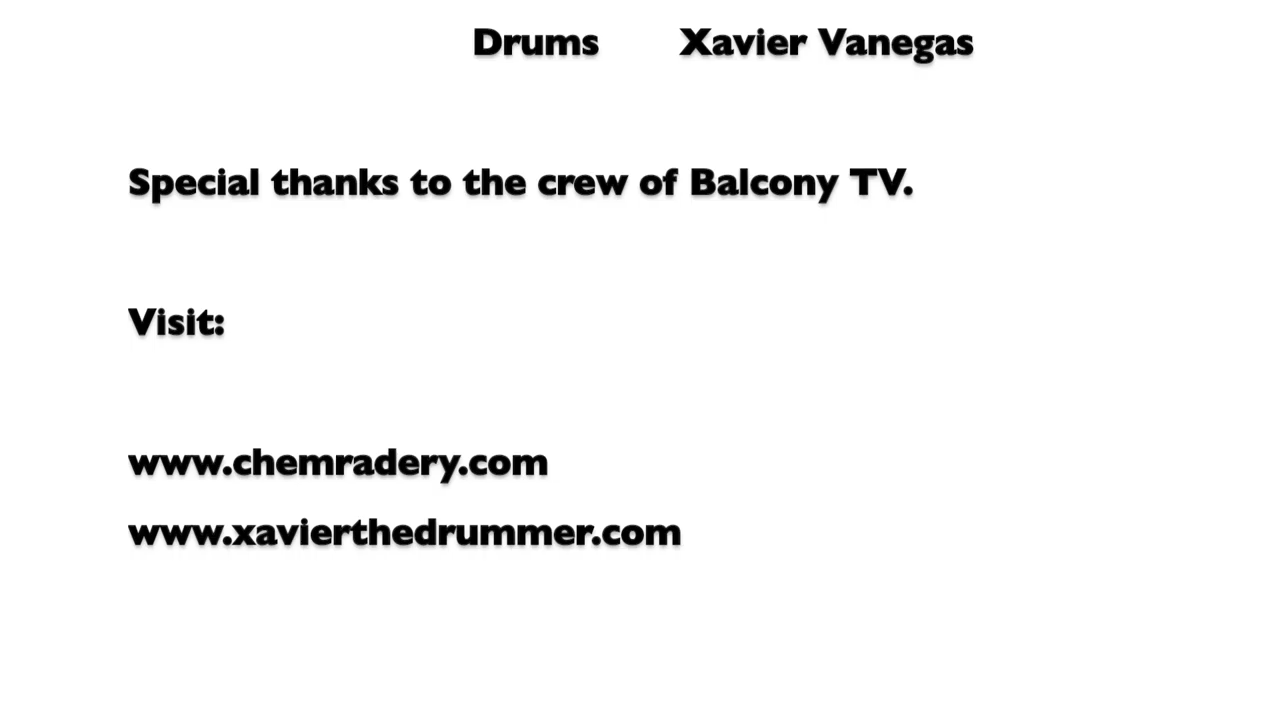 Drums Xavier Vanegas
Special thanks to the crew of Balcony TV.
Visit:
www.chemradery.com
www.xavierthedrummer.com